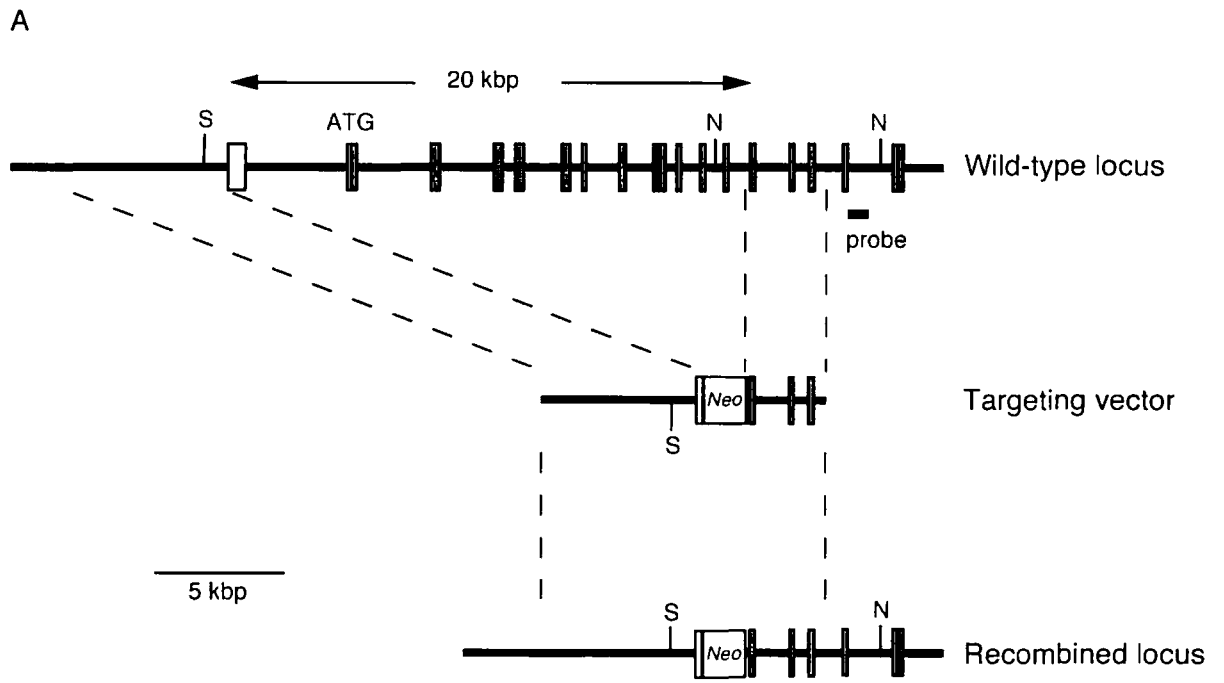 A
20 kbp
S
ATG
N
N
Wild-type locus
probe
Neo
Targeting vector
S
5 kbp
S
N
Neo
Recombined locus